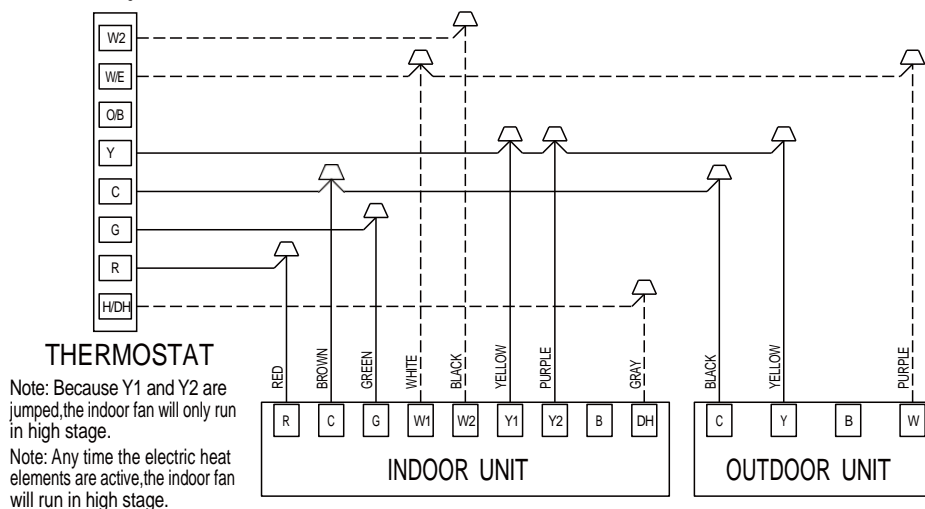 W2
W/E
O/B
Y
C
G
R
H/DH
THERMOSTAT
Note: Because Y1 and Y2 are
jumped,the indoor fan will only run
in high stage.
Note: Any time the electric heat
elements are active,the indoor fan
will run in high stage.
RED
BROWN
GREEN
WHITE
BLACK
YELLOW
PURPLE
GRAY
R
C
G
W1
W2
Y1
Y2
B
DH
INDOOR UNIT
BLACK
YELLOW
PURPLE
C
Y
B
W
OUTDOOR UNIT